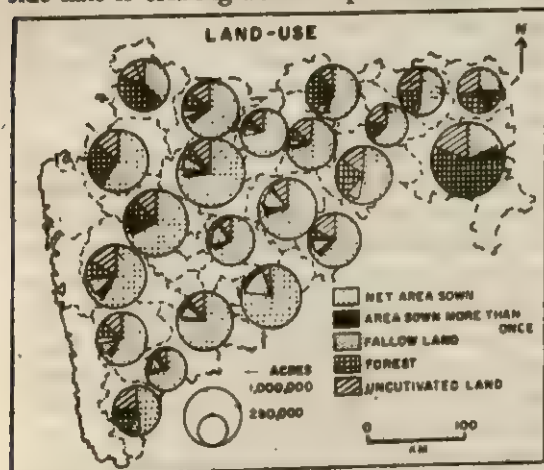 LAND-USE
N
NET AREA SOWN
AREA SOWN MORE THAN
ONCE
FALLOW LAND
FOREST
UNCUTIVATED LAND
ACRES
1,000,000
250,000
0 100
KM